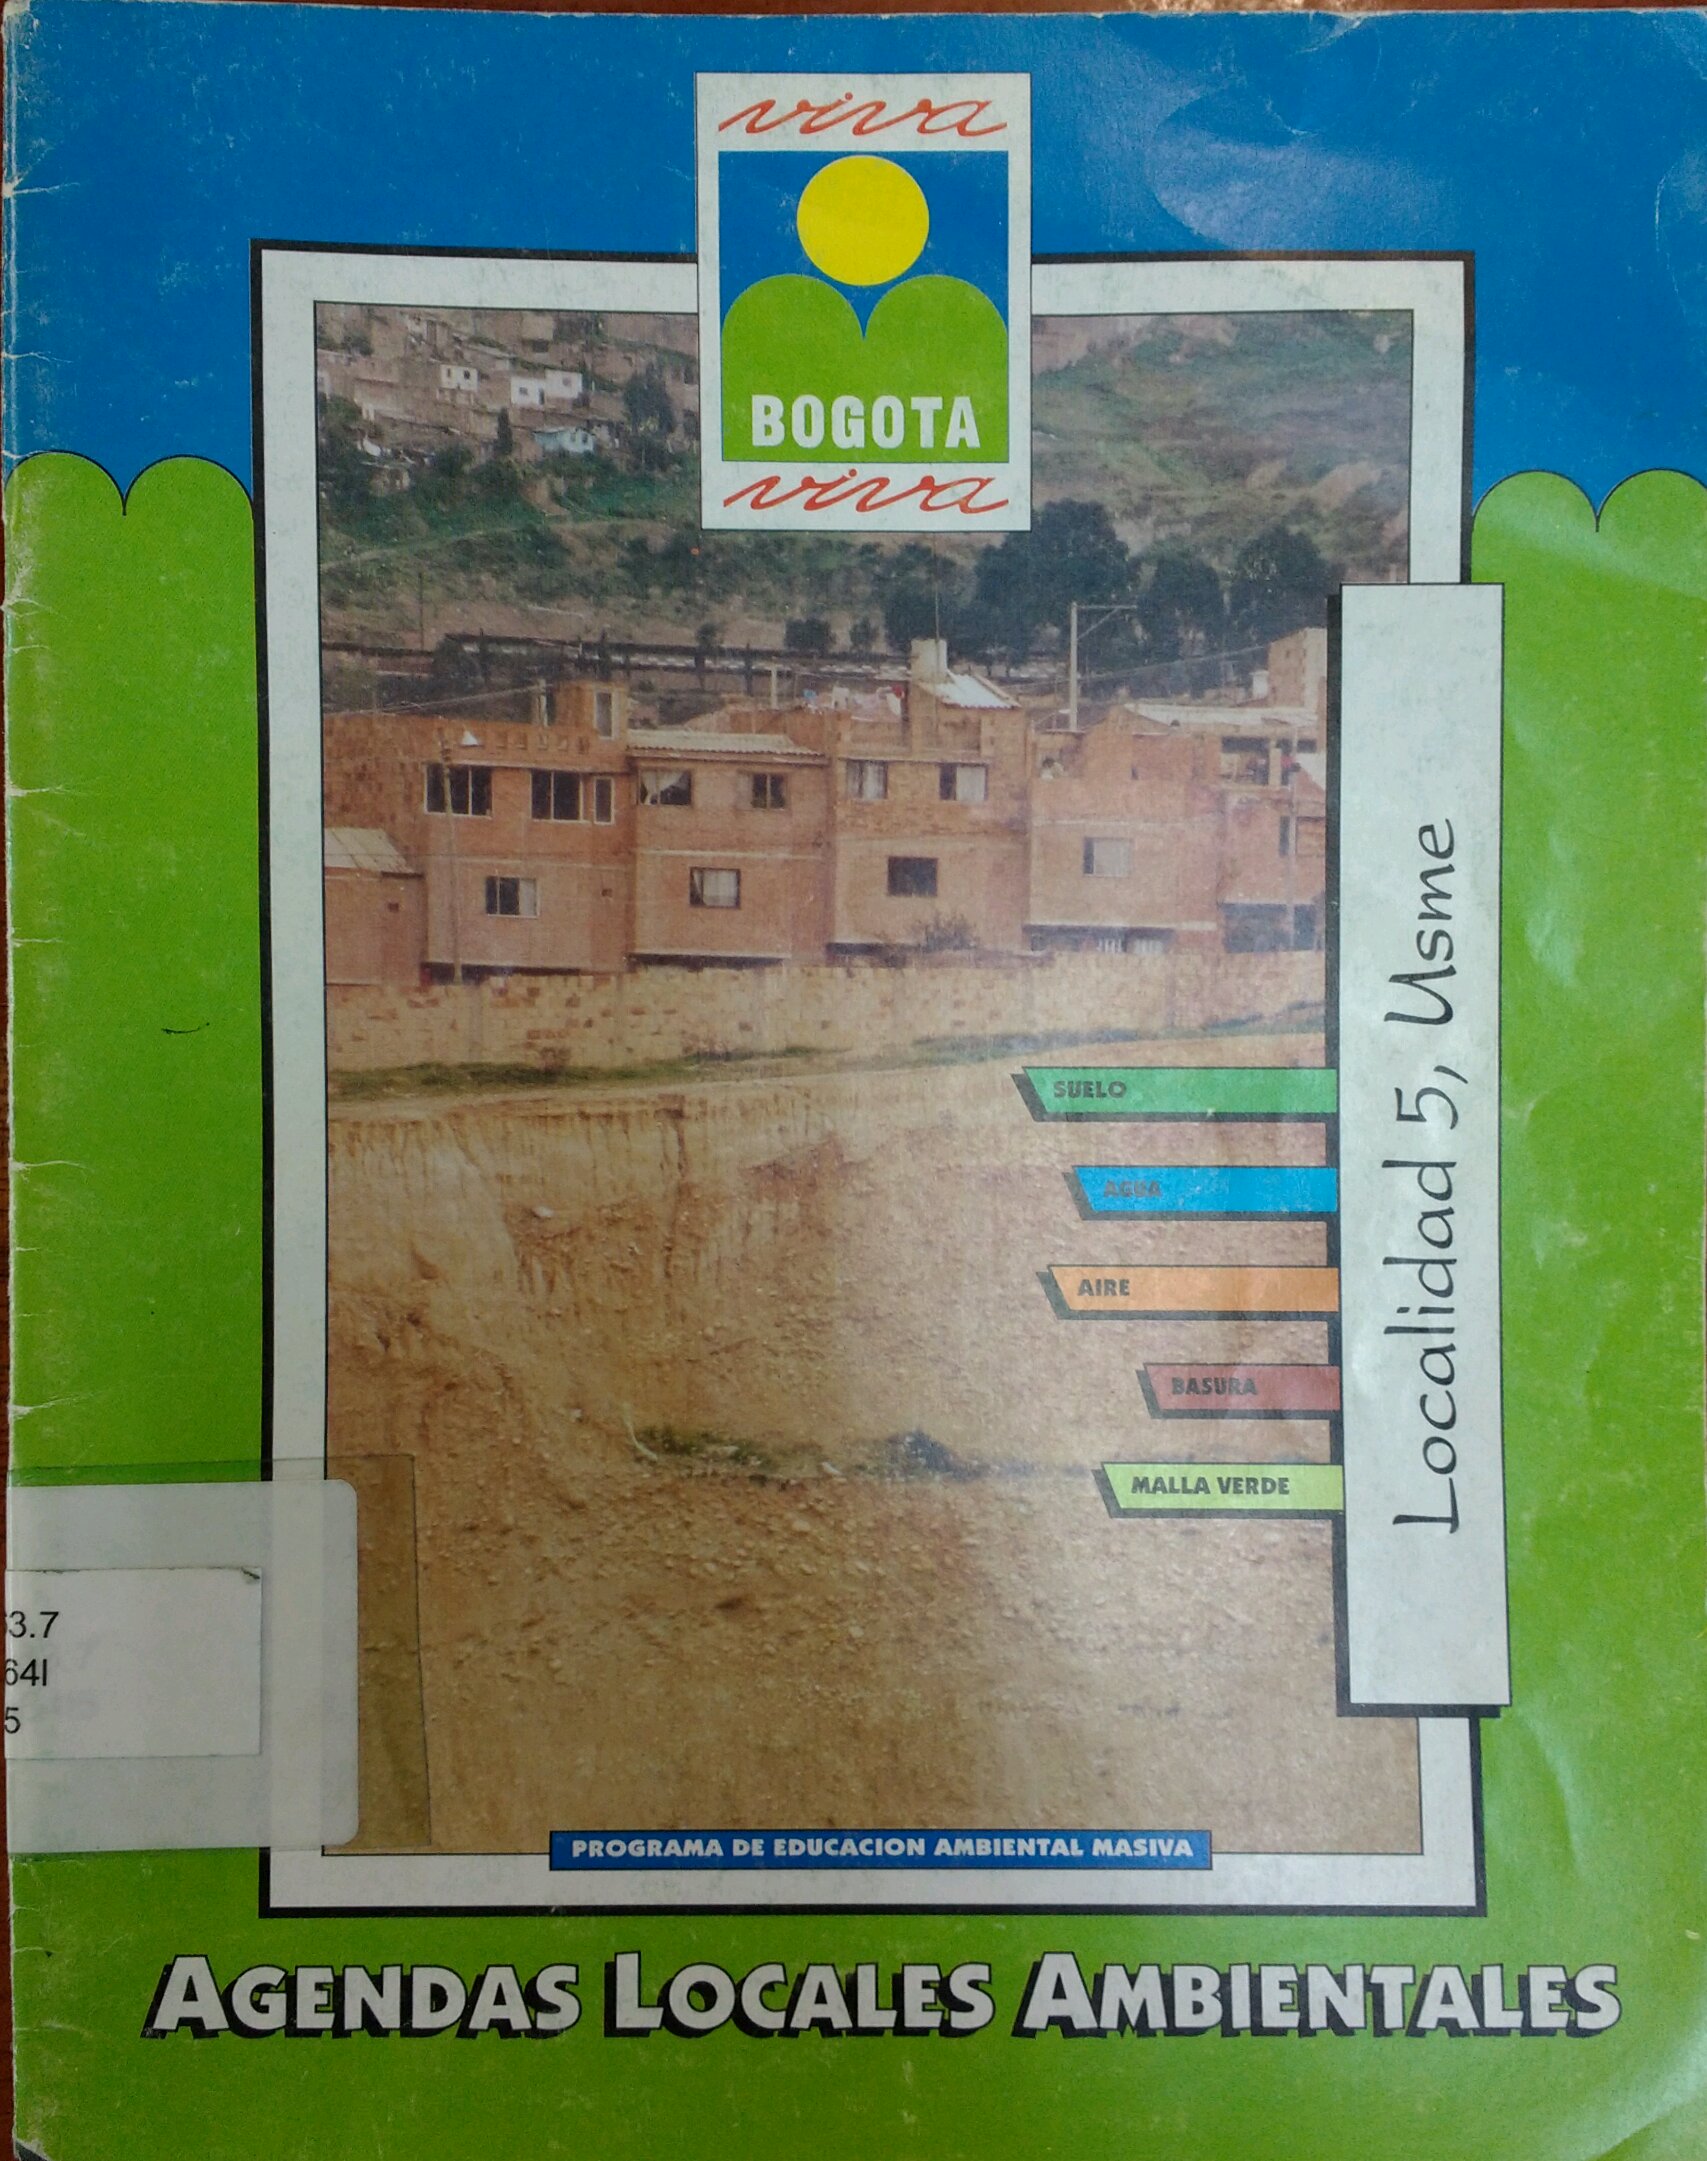 viva
BOGOTA
viva
Localidad 5, Usme
SUELO
AGUA
AIRE
BASURA
MALLA VERDE
3.7
64l
5
PROGRAMA DE EDUCACION AMBIENTAL MASIVA
AGENDAS LOCALES AMBIENTALES